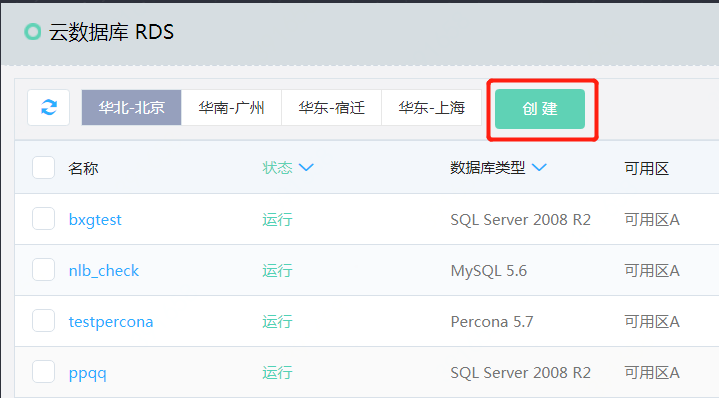 云数据库 RDS
华北-北京 华南-广州 华东-宿迁 华东-上海 创 建
名称 状态 数据库类型 可用区
bxgtest 运行 SQL Server 2008 R2 可用区A
nlb_check 运行 MySQL 5.6 可用区A
testpercona 运行 Percona 5.7 可用区A
ppqq 运行 SQL Server 2008 R2 可用区A